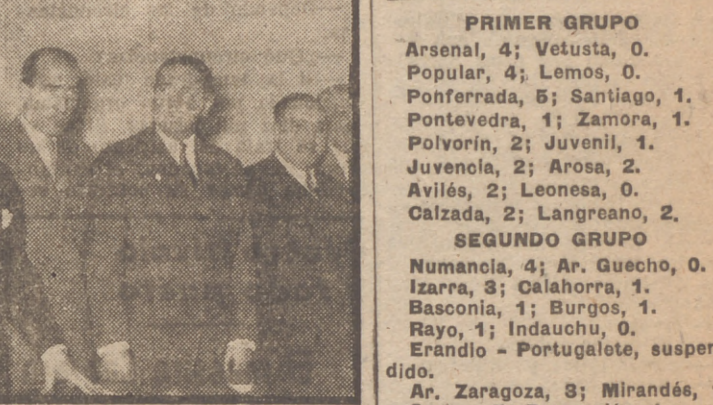 PRIMER GRUPO
Arsenal, 4; Vetusta, 0.
Popular, 4; Lemos, 0.
Ponferrada, 5; Santiago, 1.
Pontevedra, 1; Zamora, 1.
Polvorín, 2; Juvenil, 1.
Juvencia, 2; Arosa, 2.
Avilés, 2; Leonesa, 0.
Calzada, 2; Langreano, 2.
SEGUNDO GRUPO
Numancia, 4; Ar. Guecho, 0.
Izarra, 3; Calahorra, 1.
Basconia, 1; Burgos, 1.
Rayo, 1; Indauchu, 0.
Erandio - Portugalete, suspen
dido.
Ar. Zaragoza, 3; Mirandés,